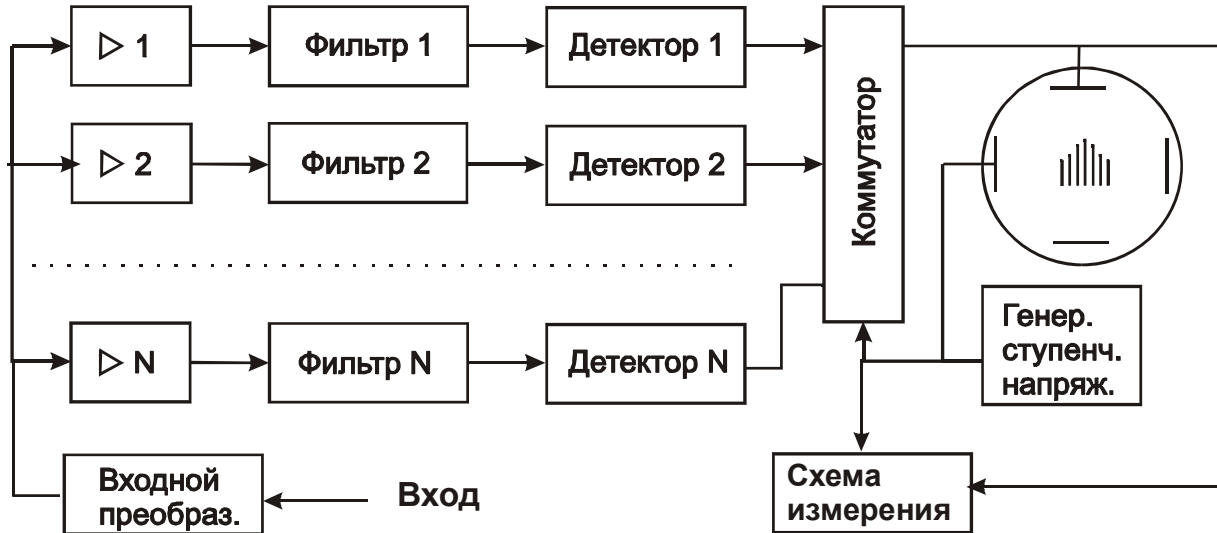 1
Фильтр 1
Детектор 1
2
Фильтр 2
Детектор 2
Коммутатор
N
Фильтр N
Детектор N
Генер.
ступенч.
напряж.
Входной
преобраз.
Вход
Схема
измерения